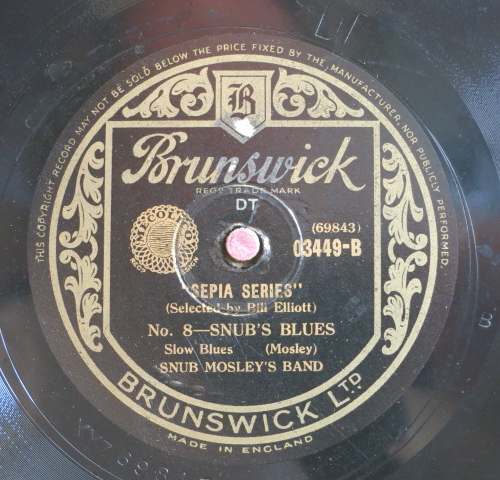 THIS COPYRIGHT RECORD MAY NOT BE SOLD BELOW THE PRICE FIXED BY THE MANUFACTURER, NOR PUBLICLY PERFORMED.
B
Brunswick
REGD TRADE MARK
DT
(69843)
03449-B
"SEPIA SERIES"
(Selected by Bill Elliott)
No. 8—SNUB'S BLUES
Slow Blues (Mosley)
SNUB MOSLEY'S BAND
BRUNSWICK LTD
MADE IN ENGLAND